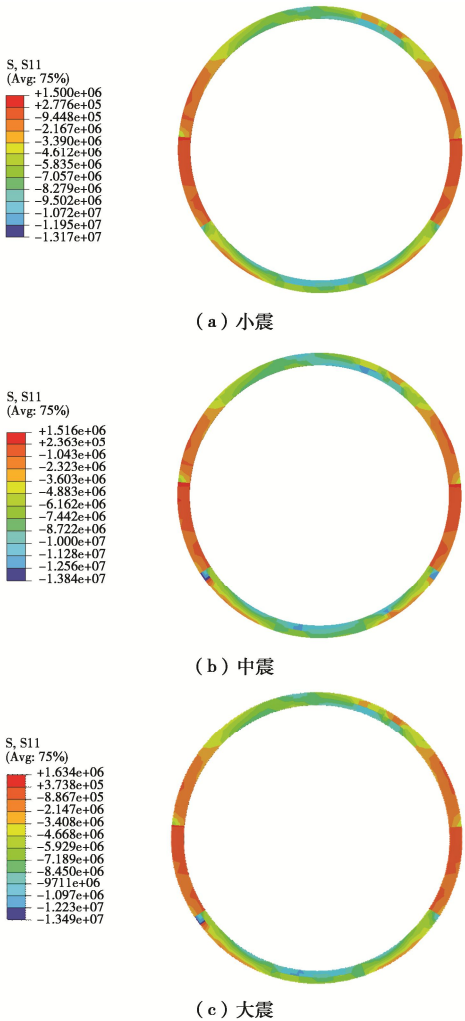 S, S11
(Avg: 75%)
+1.500e+06
+2.776e+05
−9.448e+05
−2.167e+06
−3.390e+06
−4.612e+06
−5.835e+06
−7.057e+06
−8.279e+06
−9.502e+06
−1.072e+07
−1.195e+07
−1.317e+07
（a）小震
S, S11
(Avg: 75%)
+1.516e+06
+2.363e+05
−1.043e+06
−2.323e+06
−3.603e+06
−4.883e+06
−6.162e+06
−7.442e+06
−8.722e+06
−1.000e+07
−1.128e+07
−1.256e+07
−1.384e+07
（b）中震
S, S11
(Avg: 75%)
+1.634e+06
+3.738e+05
−8.867e+05
−2.147e+06
−3.408e+06
−4.668e+06
−5.929e+06
−7.189e+06
−8.450e+06
−9711e+06
−1.097e+07
−1.223e+07
−1.349e+07
（c）大震